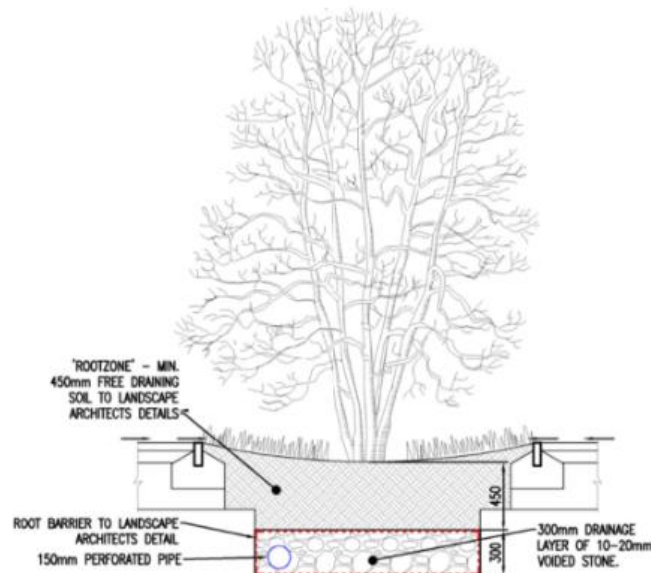 'ROOTZONE' - MIN.
450mm FREE DRAINING
SOIL TO LANDSCAPE
ARCHITECTS DETAILS
450
ROOT BARRIER TO LANDSCAPE
ARCHITECTS DETAIL
150mm PERFORATED PIPE
300
300mm DRAINAGE
LAYER OF 10-20mm
VOIDED STONE.